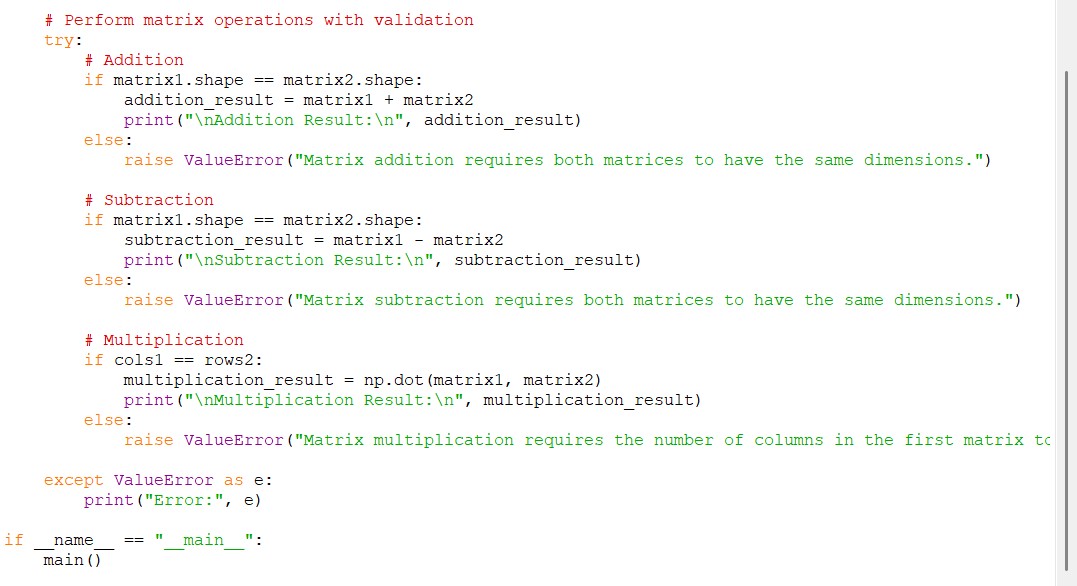 # Perform matrix operations with validation
try:
# Addition
if matrix1.shape == matrix2.shape:
addition_result = matrix1 + matrix2
print("\nAddition Result:\n", addition_result)
else:
raise ValueError("Matrix addition requires both matrices to have the same dimensions.")
# Subtraction
if matrix1.shape == matrix2.shape:
subtraction_result = matrix1 - matrix2
print("\nSubtraction Result:\n", subtraction_result)
else:
raise ValueError("Matrix subtraction requires both matrices to have the same dimensions.")
# Multiplication
if cols1 == rows2:
multiplication_result = np.dot(matrix1, matrix2)
print("\nMultiplication Result:\n", multiplication_result)
else:
raise ValueError("Matrix multiplication requires the number of columns in the first matrix
except ValueError as e:
print("Error:", e)
if __name__ == "__main__":
main()